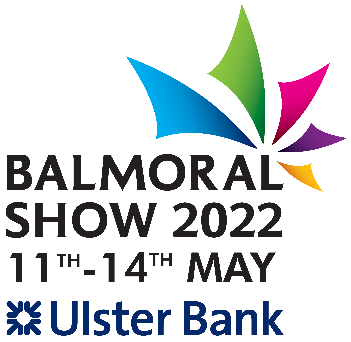 BALMORAL
SHOW 2022
11TH-14TH MAY
Ulster Bank